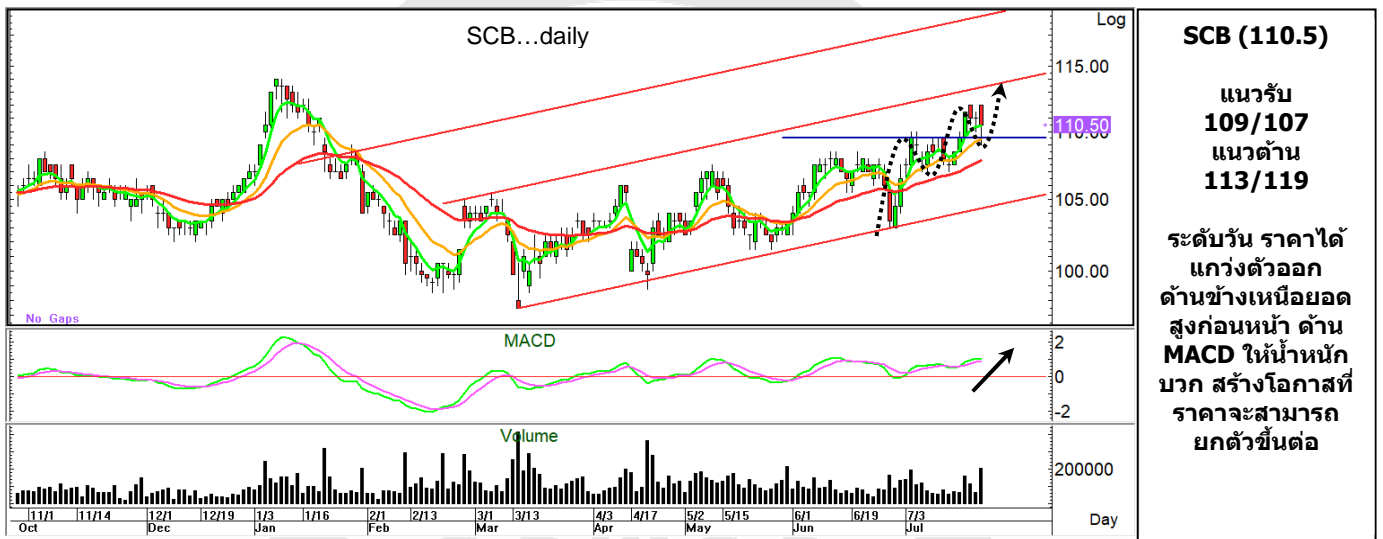 SCB...daily
Log
115.00
110.50
110.00
105.00
100.00
No Gaps
MACD
2
0
-2
Volume
200000
11/1 11/14 12/1 12/19 1/3 1/16 2/1 2/13 3/1 3/13 4/3 4/17 5/2 5/15 6/1 6/19 7/3
Oct Dec Jan Feb Mar Apr May Jun Jul
Day
SCB (110.5)
แนวรับ
109/107
แนวต้าน
113/119
ระดับวัน ราคาได้
แกว่งตัวออก
ด้านข้างเหนือยอด
สูงก่อนหน้า ด้าน
MACD ให้น้ำหนัก
บวก สร้างโอกาสที่
ราคาจะสามารถ
ยกตัวขึ้นต่อ